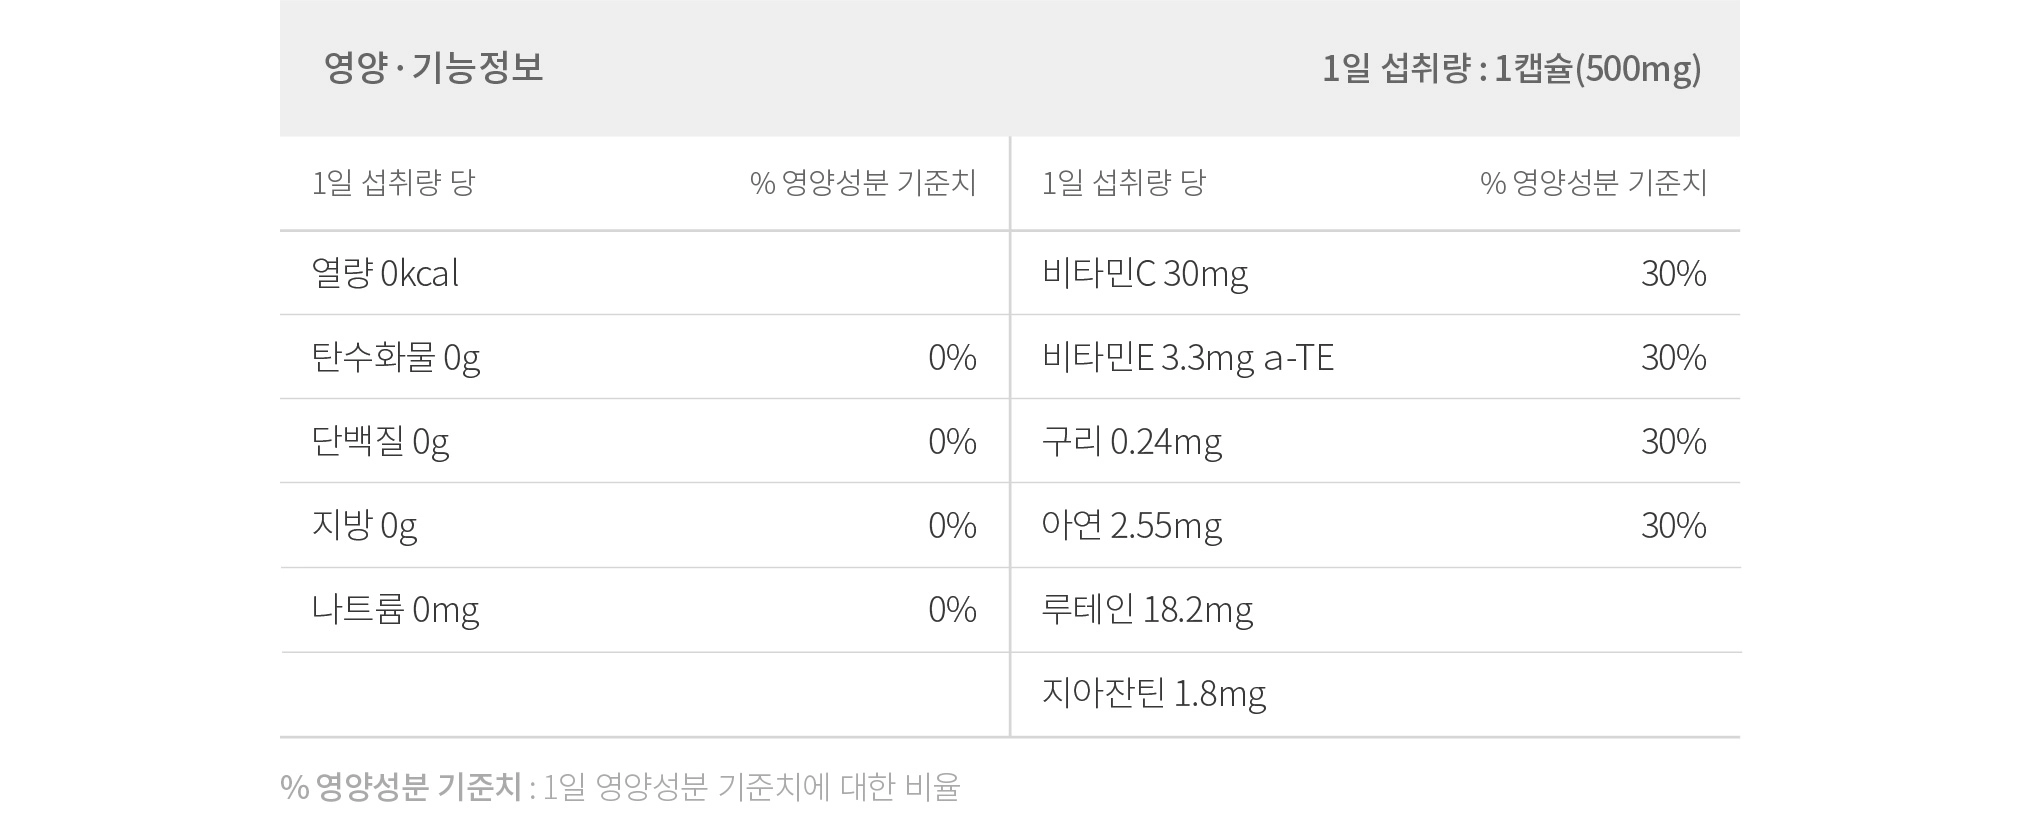 영양 · 기능정보 1일 섭취량 : 1캡슐(500mg)
1일 섭취량 당 % 영양성분 기준치 1일 섭취량 당 % 영양성분 기준치
열량 0kcal 비타민C 30mg 30%
탄수화물 0g 0% 비타민E 3.3mg a-TE 30%
단백질 0g 0% 구리 0.24mg 30%
지방 0g 0% 아연 2.55mg 30%
나트륨 0mg 0% 루테인 18.2mg
지아잔틴 1.8mg
% 영양성분 기준치 : 1일 영양성분 기준치에 대한 비율